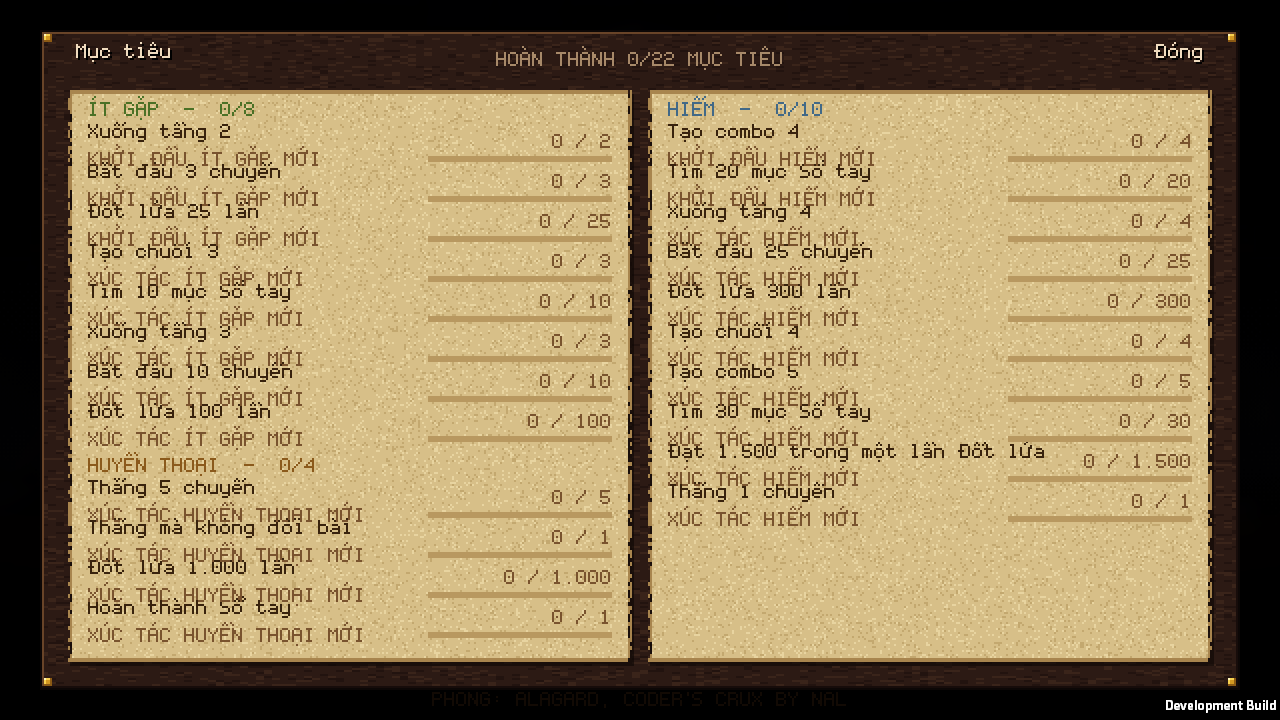 Mục tiêu
HOÀN THÀNH 0/22 MỤC TIÊU
Đóng
ÍT GẶP – 0/8
Xuống tầng 2
0 / 2
KHỞI ĐẦU ÍT GẶP MỚI
Bắt đầu 3 chuyến
0 / 3
KHỞI ĐẦU ÍT GẶP MỚI
Đốt lửa 25 lần
0 / 25
KHỞI ĐẦU ÍT GẶP MỚI
Tạo chuỗi 3
0 / 3
XÚC TÁC ÍT GẶP MỚI
Tìm 10 mục Sổ tay
0 / 10
XÚC TÁC ÍT GẶP MỚI
Xuống tầng 3
0 / 3
XÚC TÁC ÍT GẶP MỚI
Bắt đầu 10 chuyến
0 / 10
XÚC TÁC ÍT GẶP MỚI
Đốt lửa 100 lần
0 / 100
XÚC TÁC ÍT GẶP MỚI
HUYỀN THOẠI – 0/4
Thắng 5 chuyến
0 / 5
XÚC TÁC HUYỀN THOẠI MỚI
Thắng mà không đổi bài
0 / 1
XÚC TÁC HUYỀN THOẠI MỚI
Đốt lửa 1.000 lần
0 / 1.000
XÚC TÁC HUYỀN THOẠI MỚI
Hoàn thành Sổ tay
0 / 1
XÚC TÁC HUYỀN THOẠI MỚI
HIẾM – 0/10
Tạo combo 4
0 / 4
KHỞI ĐẦU HIẾM MỚI
Tìm 20 mục Sổ tay
0 / 20
KHỞI ĐẦU HIẾM MỚI
Xuống tầng 4
0 / 4
XÚC TÁC HIẾM MỚI
Bắt đầu 25 chuyến
0 / 25
XÚC TÁC HIẾM MỚI
Đốt lửa 300 lần
0 / 300
XÚC TÁC HIẾM MỚI
Tạo chuỗi 4
0 / 4
XÚC TÁC HIẾM MỚI
Tạo combo 5
0 / 5
XÚC TÁC HIẾM MỚI
Tìm 30 mục Sổ tay
0 / 30
XÚC TÁC HIẾM MỚI
Đạt 1.500 trong một lần Đốt lửa
0 / 1.500
XÚC TÁC HIẾM MỚI
Thắng 1 chuyến
0 / 1
XÚC TÁC HIẾM MỚI
PHÔNG: ALAGARD, CODER'S CRUX BY NAL
Development Build